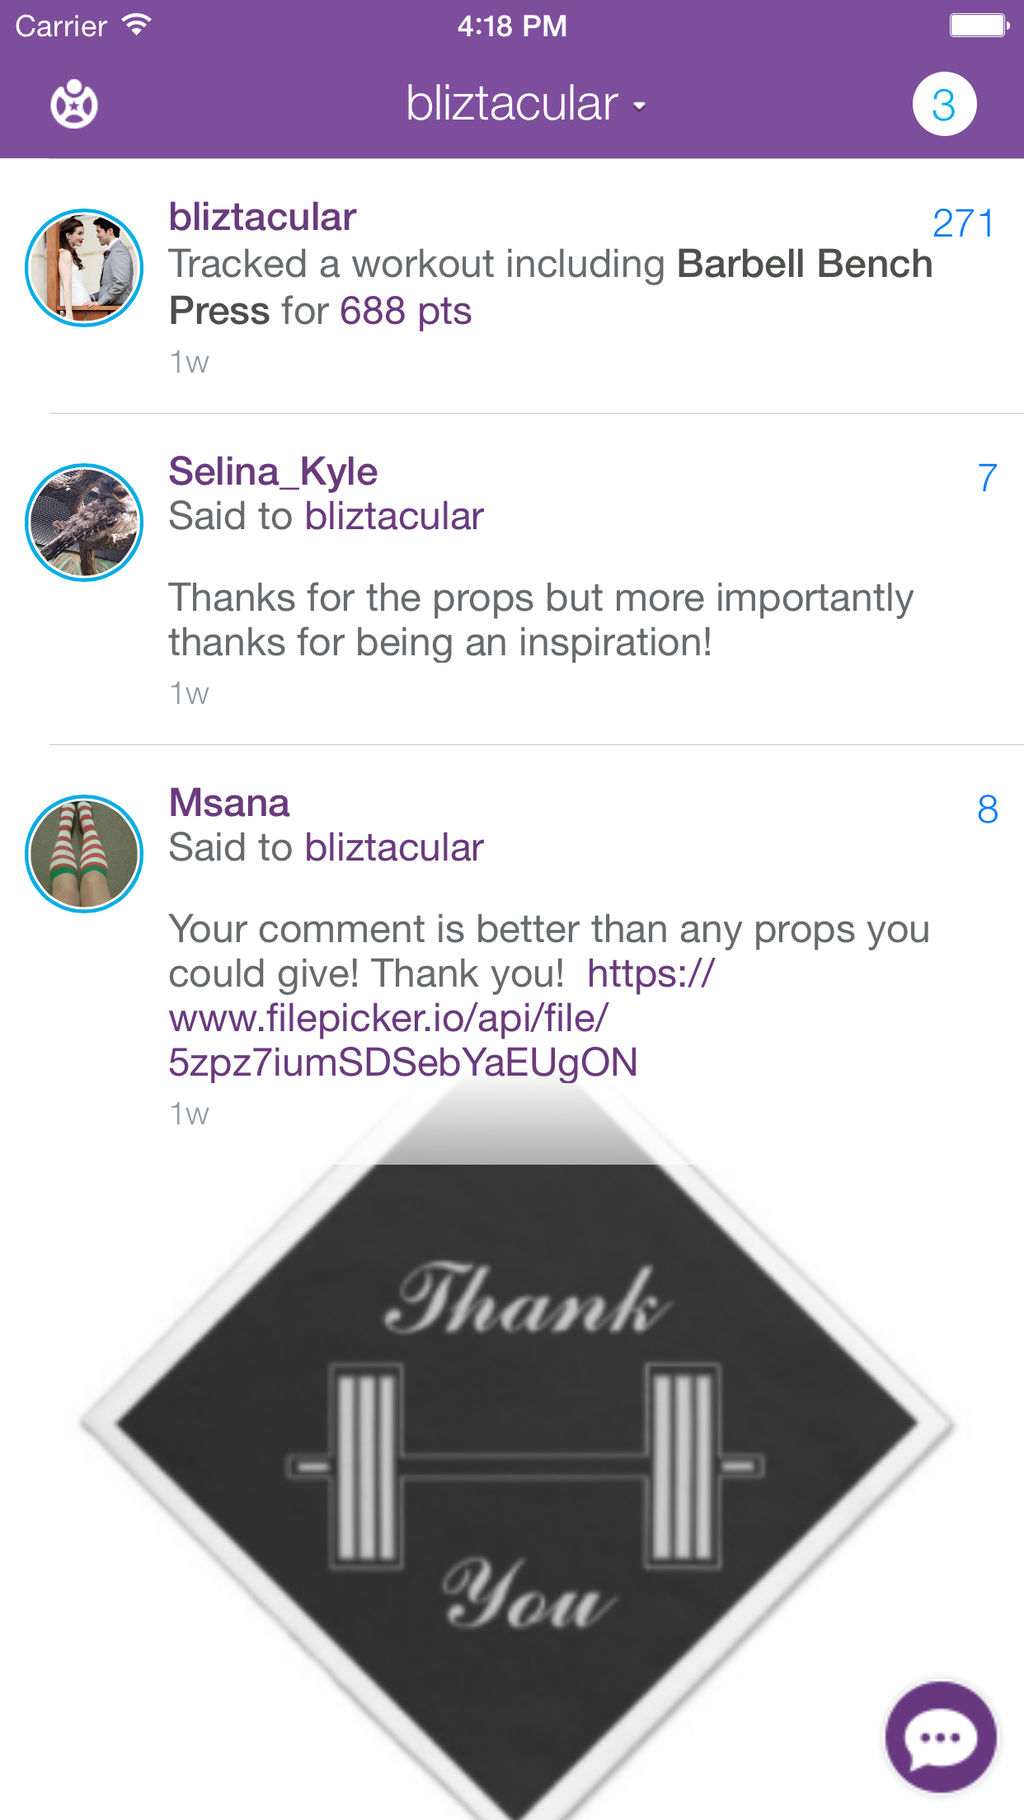 Carrier 4:18 PM
bliztacular 3
bliztacular 271
Tracked a workout including Barbell Bench
Press for 688 pts
1w
Selina_Kyle 7
Said to bliztacular
Thanks for the props but more importantly
thanks for being an inspiration!
1w
Msana 8
Said to bliztacular
Your comment is better than any props you
could give! Thank you!  https://
www.filepicker.io/api/file/
5zpz7iumSDSebYaEUgON
1w
Thank
You